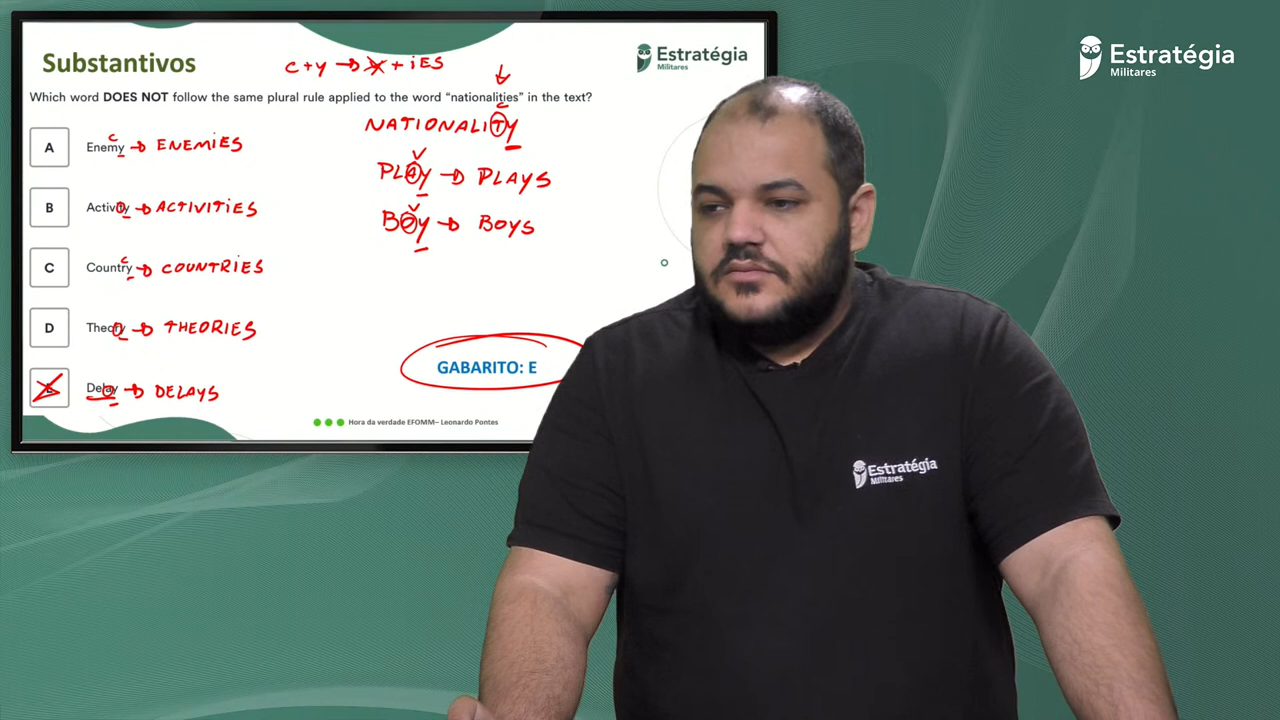 Substantivos
C + y → y + iES
Estratégia
Militares
Which word DOES NOT follow the same plural rule applied to the word “nationalities” in the text?
A
Enemy → ENEMiES
C
B
Activity → ACTiViTiES
C
Country → COUNTRiES
C
D
Theory → THEORiES
E
Delay → DELAYS
C
NATIONALITY
V
PLAY → PLAYS
V
BOY → BOYS
GABARITO: E
Hora da verdade EFOMM– Leonardo Pontes
Estratégia
Militares
Estratégia
Militares